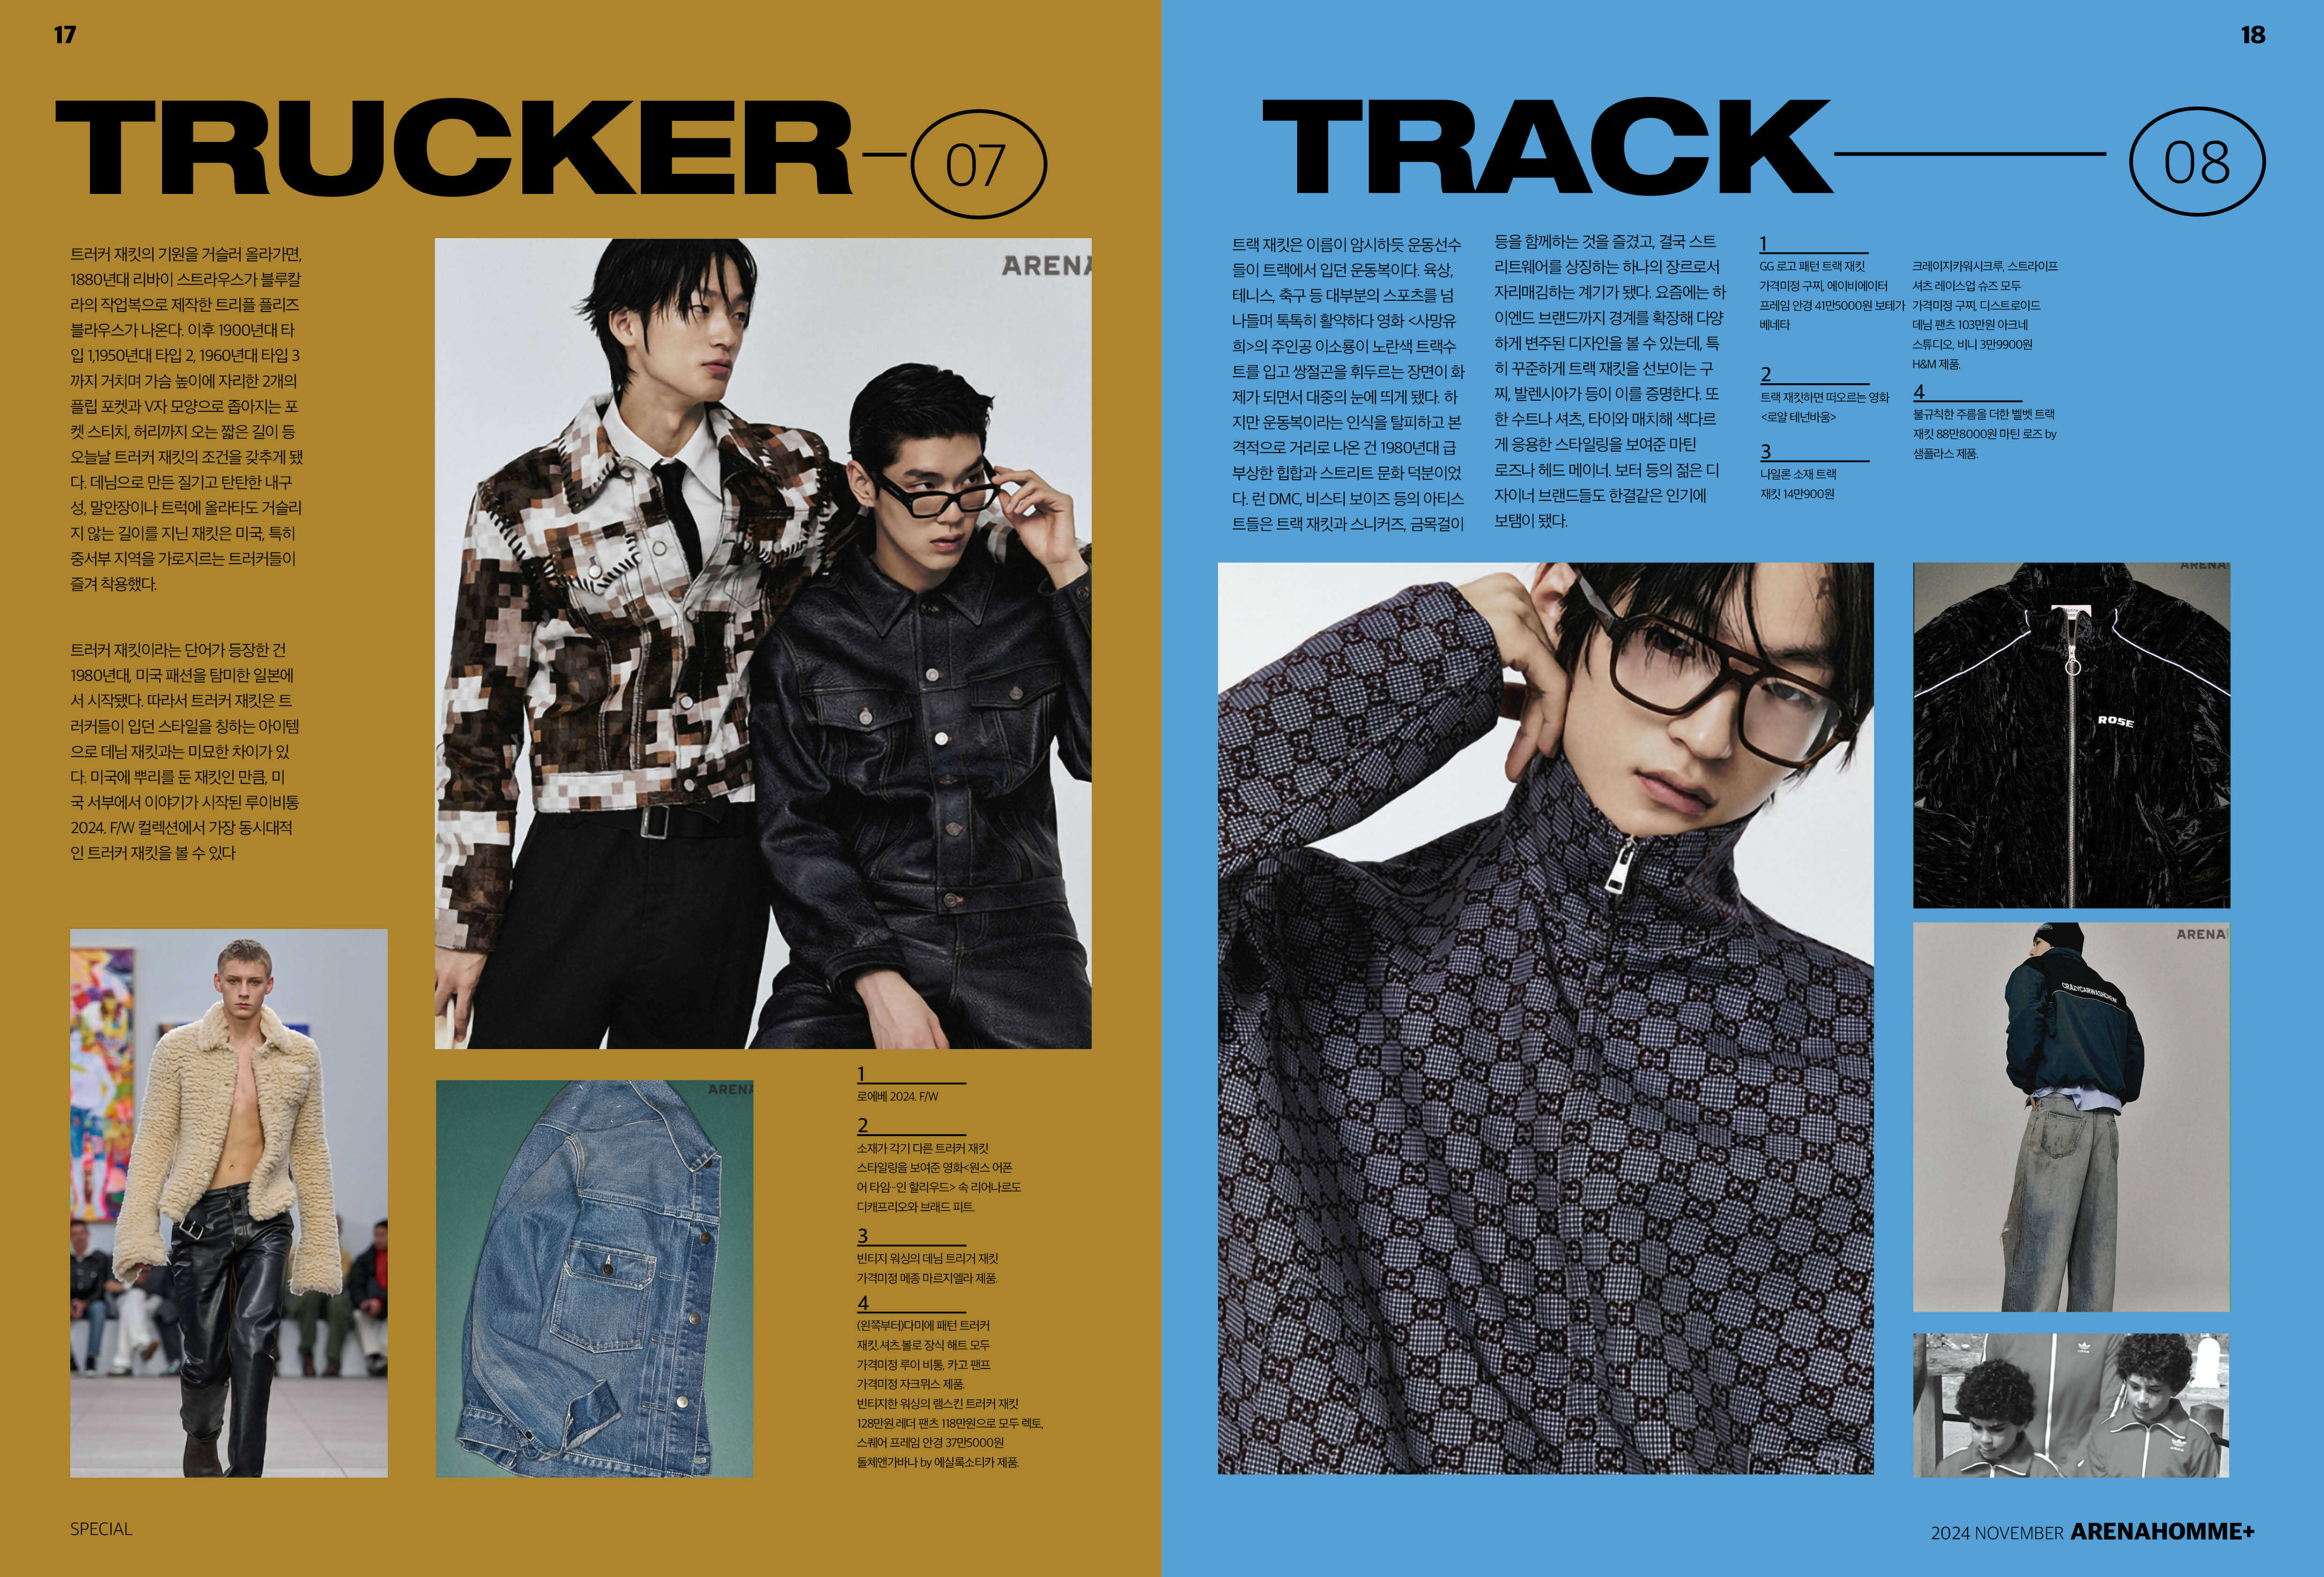 17
TRUCKER
07
트러커 재킷의 기원을 거슬러 올라가면,
1880년대 리바이 스트라우스가 블루칼
라의 작업복으로 제작한 트리플 플리즈
블라우스가 나온다. 이후 1900년대 타
입 1,1950년대 타입 2, 1960년대 타입 3
까지 거치며 가슴 높이에 자리한 2개의
플립 포켓과 V자 모양으로 좁아지는 포
켓 스티치, 허리까지 오는 짧은 길이 등
오늘날 트러커 재킷의 조건을 갖추게 됐
다. 데님으로 만든 질기고 탄탄한 내구
성, 말안장이나 트럭에 올라타도 거슬리
지 않는 길이를 지닌 재킷은 미국, 특히
중서부 지역을 가로지르는 트러커들이
즐겨 착용했다.
트러커 재킷이라는 단어가 등장한 건
1980년대, 미국 패션을 탐미한 일본에
서 시작됐다. 따라서 트러커 재킷은 트
러커들이 입던 스타일을 칭하는 아이템
으로 데님 재킷과는 미묘한 차이가 있
다. 미국에 뿌리를 둔 재킷인 만큼, 미
국 서부에서 이야기가 시작된 루이비통
2024. F/W 컬렉션에서 가장 동시대적
인 트러커 재킷을 볼 수 있다
ARENA
ARENA
1
로에베 2024. F/W
2
소재가 각기 다른 트러커 재킷
스타일링을 보여준 영화<원스 어폰
어 타임···인 할리우드> 속 리어나르도
디캐프리오와 브래드 피트.
3
빈티지 워싱의 데님 트리거 재킷
가격미정 메종 마르지엘라 제품.
4
(왼쪽부터)다미에 패턴 트러커
재킷.셔츠.볼로 장식 해트 모두
가격미정 루이 비통, 카고 팬프
가격미정 자크뮈스 제품.
빈티지한 워싱의 램스킨 트러커 재킷
128만원.레더 팬츠 118만원으로 모두 렉토,
스퀘어 프레임 안경 37만5000원
돌체앤가바나 by 에실룩소티카 제품.
SPECIAL
18
TRACK
08
트랙 재킷은 이름이 암시하듯 운동선수
들이 트랙에서 입던 운동복이다. 육상,
테니스, 축구 등 대부분의 스포츠를 넘
나들며 톡톡히 활약하다 영화 <사망유
희>의 주인공 이소룡이 노란색 트랙수
트를 입고 쌍절곤을 휘두르는 장면이 화
제가 되면서 대중의 눈에 띄게 됐다. 하
지만 운동복이라는 인식을 탈피하고 본
격적으로 거리로 나온 건 1980년대 급
부상한 힙합과 스트리트 문화 덕분이었
다. 런 DMC, 비스티 보이즈 등의 아티스
트들은 트랙 재킷과 스니커즈, 금목걸이
등을 함께하는 것을 즐겼고, 결국 스트
리트웨어를 상징하는 하나의 장르로서
자리매김하는 계기가 됐다. 요즘에는 하
이엔드 브랜드까지 경계를 확장해 다양
하게 변주된 디자인을 볼 수 있는데, 특
히 꾸준하게 트랙 재킷을 선보이는 구
찌, 발렌시아가 등이 이를 증명한다. 또
한 수트나 셔츠, 타이와 매치해 색다르
게 응용한 스타일링을 보여준 마틴
로즈나 헤드 메이너. 보터 등의 젊은 디
자이너 브랜드들도 한결같은 인기에
보탬이 됐다.
1
GG 로고 패턴 트랙 재킷
가격미정 구찌, 에이비에이터
프레임 안경 41만5000원 보테가
베네타
2
트랙 재킷하면 떠오르는 영화
<로얄 테넌바움>
3
나일론 소재 트랙
재킷 14만900원
크레이지카워시크루, 스트라이프
셔츠 레이스업 슈즈 모두
가격미정 구찌, 디스트로이드
데님 팬츠 103만원 아크네
스튜디오, 비니 3만9900원
H&M 제품.
4
불규칙한 주름을 더한 벨벳 트랙
재킷 88만8000원 마틴 로즈 by
샘플라스 제품.
ARENA
ROSE
ARENA
CRAZYCARWASHCREW
2024 NOVEMBER ARENAHOMME+